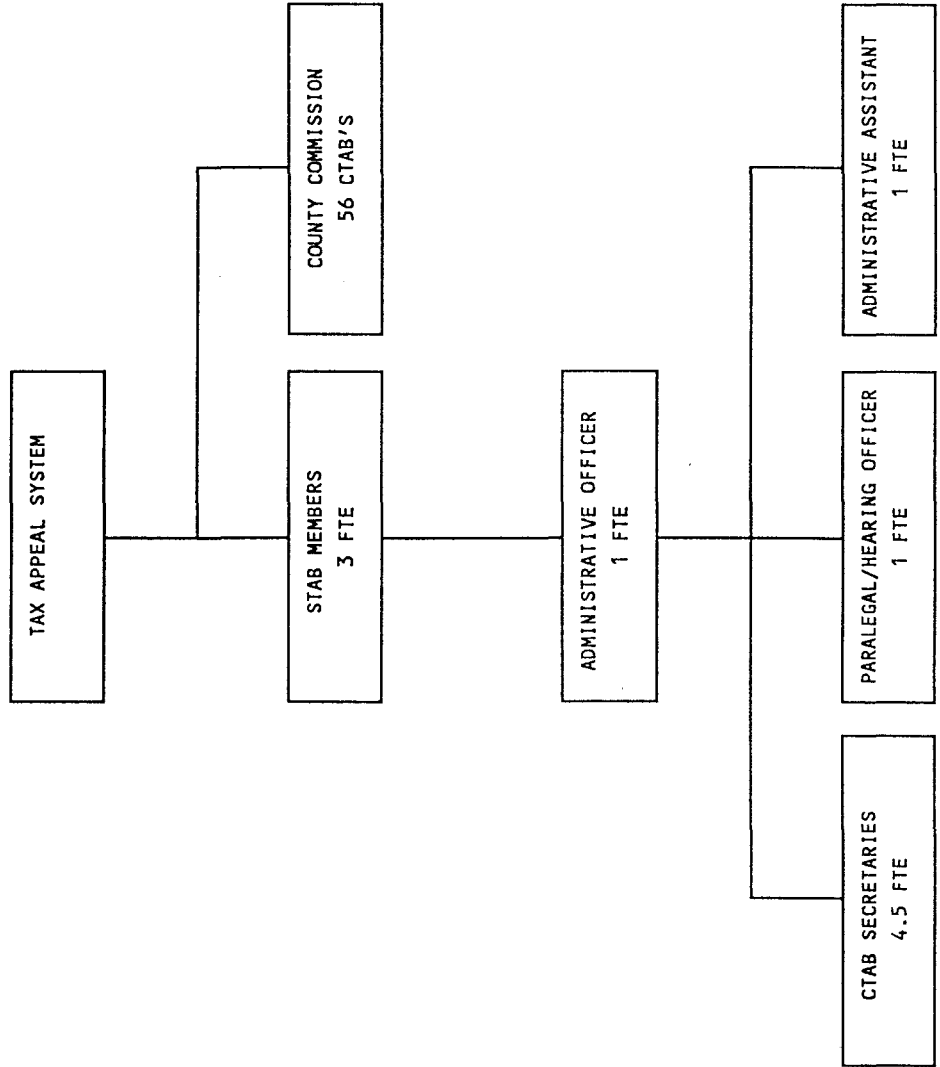 TAX APPEAL SYSTEM
STAB MEMBERS
3 FTE
COUNTY COMMISSION
56 CTAB'S
ADMINISTRATIVE OFFICER
1 FTE
CTAB SECRETARIES
4.5 FTE
PARALEGAL/HEARING OFFICER
1 FTE
ADMINISTRATIVE ASSISTANT
1 FTE